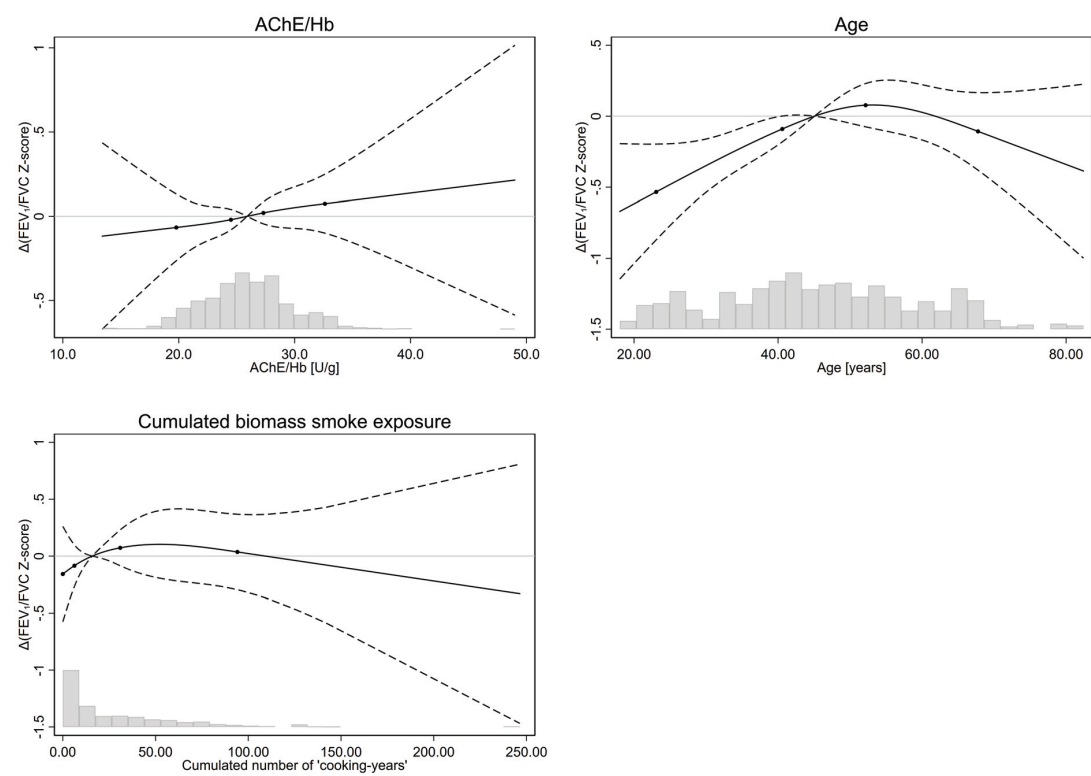 AChE/Hb
Δ(FEV₁/FVC Z-score)
1
.5
0
-.5
10.0 20.0 30.0 40.0 50.0
AChE/Hb [U/g]
Age
Δ(FEV₁/FVC Z-score)
.5
0
-.5
-1
-1.5
20.00 40.00 60.00 80.00
Age [years]
Cumulated biomass smoke exposure
Δ(FEV₁/FVC Z-score)
1
.5
0
-.5
-1
-1.5
0.00 50.00 100.00 150.00 200.00 250.00
Cumulated number of 'cooking-years'